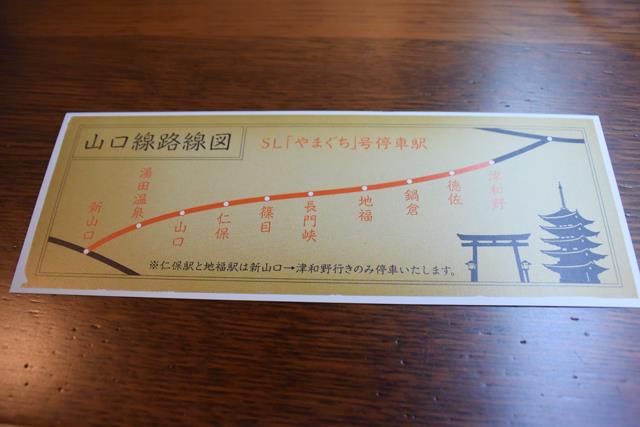 山口線路線図
SL「やまぐち」号停車駅
新山口
湯田温泉
山口
仁保
篠目
長門峡
地福
鍋倉
徳佐
津和野
※仁保駅と地福駅は新山口→津和野行きのみ停車いたします。